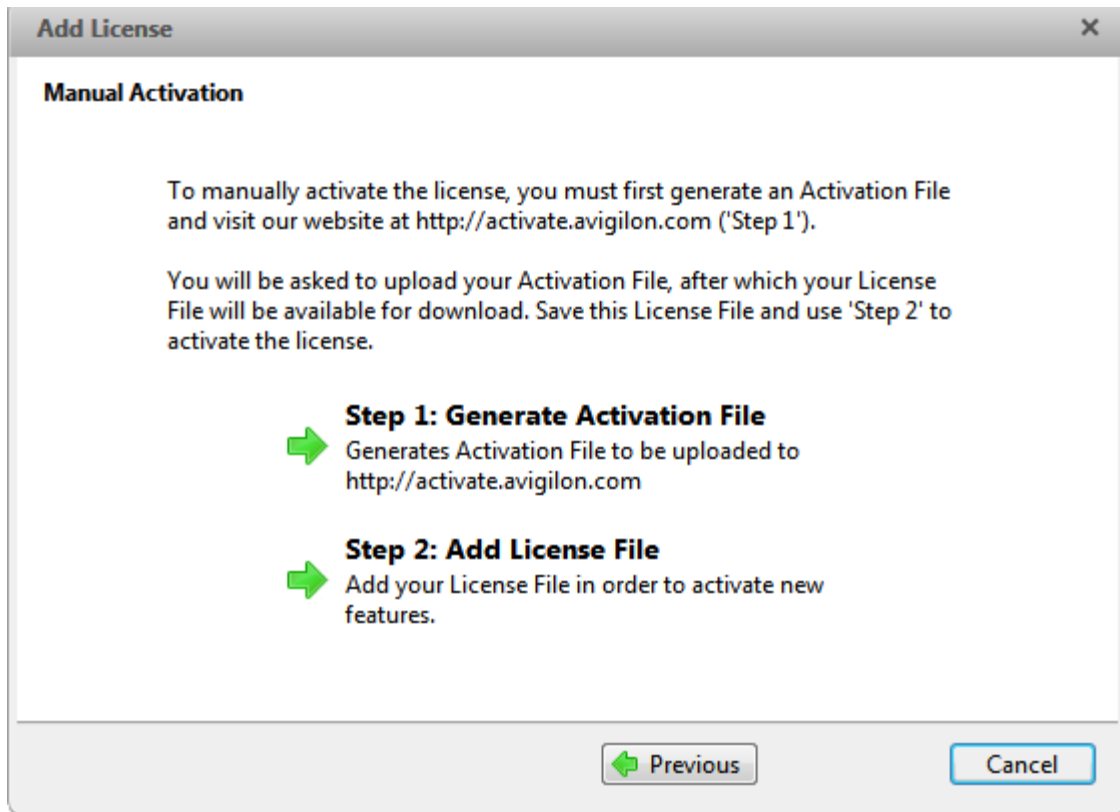 Add License
Manual Activation
To manually activate the license, you must first generate an Activation File
and visit our website at http://activate.avigilon.com ('Step 1').
You will be asked to upload your Activation File, after which your License
File will be available for download. Save this License File and use 'Step 2' to
activate the license.
Step 1: Generate Activation File
Generates Activation File to be uploaded to
http://activate.avigilon.com
Step 2: Add License File
Add your License File in order to activate new
features.
Previous
Cancel